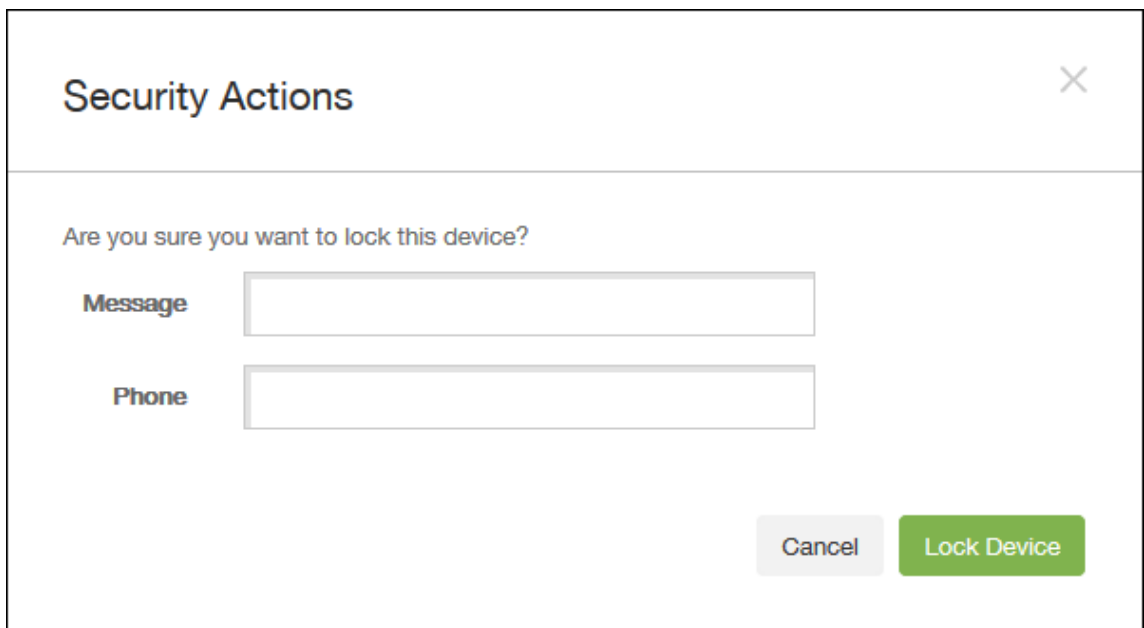 Security Actions
Are you sure you want to lock this device?
Message
Phone
Cancel Lock Device